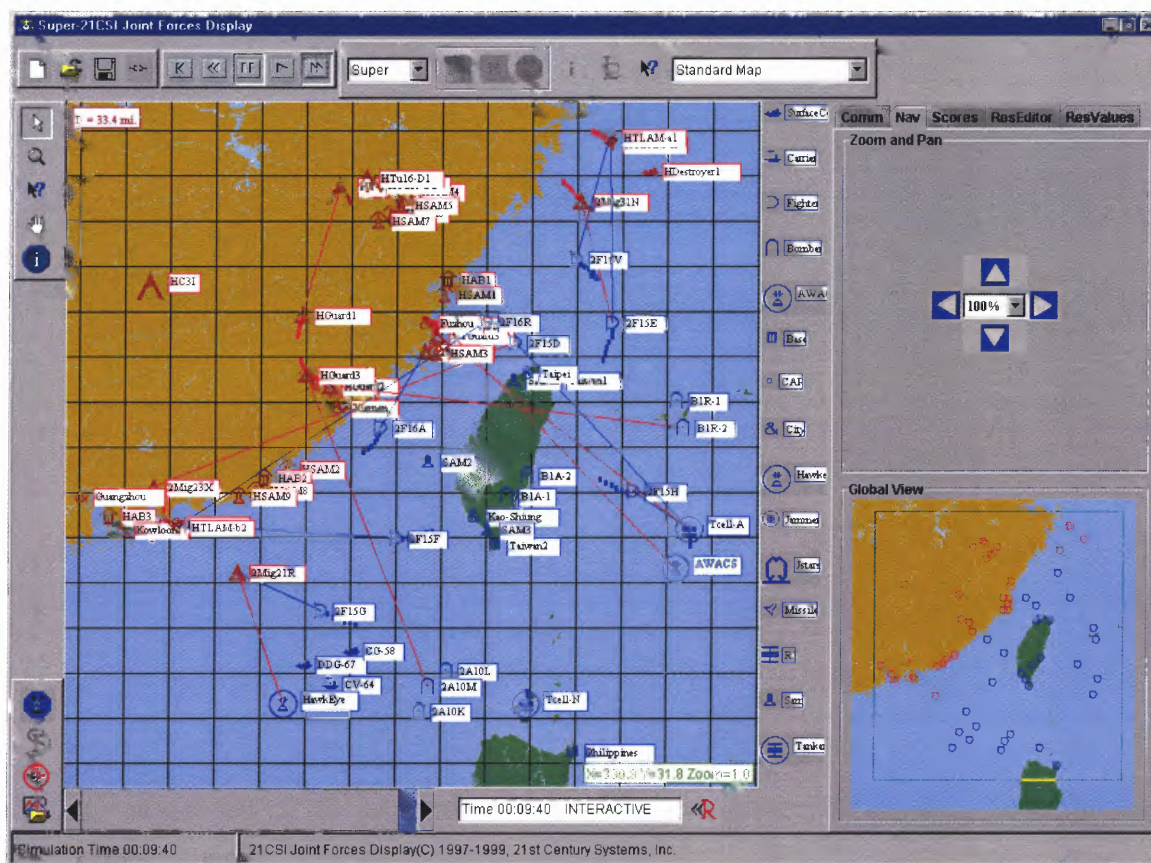 Super-21CSI Joint Forces Display
Super
Standard Map
= 33.4 mi.
HTLAM-a1
HDestroyer1
HTu16-D1
HSAM5
HSAM7
2Mig31N
HC3I
HAB1
HSAM1
2F15E
HGuard1
Fuzhou
2F16R
2F15D
HSAM3
HGuard3
Taipei
B1R-1
B1R-2
2F16A
SAM2
HSAM2
HAB2
2Mig23X
HSAM9
B1A-2
B1A-1
2F15H
Guangzhou
HAB3
Kowloon
HTLAM-b2
Kao-Shiung
SAM3
Taiwan2
2F15F
Tcell-A
AWACS
2Mig21R
2F15G
CG-58
DDG-67
CV-64
HawkEye
2A10L
2A10M
2A10K
Tcell-N
Philippines
Carrier
Fighter
Bomber
AWAC
Base
CAP
City
Hawke
Jammer
Jstars
Missile
R
Sam
Tanker
Comm Nav Scores ResEditor ResValues
Zoom and Pan
100%
Global View
Time 00:09:40 INTERACTIVE
R
Simulation Time 00:09:40
21CSI Joint Forces Display(C) 1997-1999, 21st Century Systems, Inc.